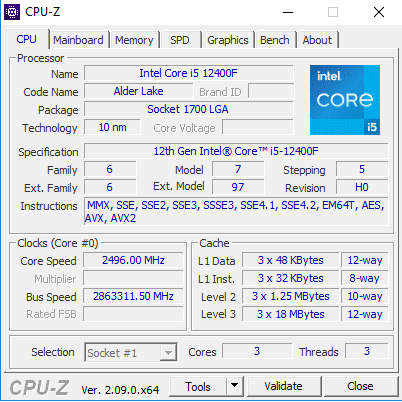 CPU-Z
CPU Mainboard Memory SPD Graphics Bench About
Processor
Name Intel Core i5 12400F
Code Name Alder Lake Brand ID
Package Socket 1700 LGA
Technology 10 nm Core Voltage
intel CORE i5
Specification 12th Gen Intel® Core™ i5-12400F
Family 6 Model 7 Stepping 5
Ext. Family 6 Ext. Model 97 Revision H0
Instructions MMX, SSE, SSE2, SSE3, SSSE3, SSE4.1, SSE4.2, EM64T, AES,
AVX, AVX2
Clocks (Core #0) Cache
Core Speed 2496.00 MHz L1 Data 3 x 48 KBytes 12-way
Multiplier L1 Inst. 3 x 32 KBytes 8-way
Bus Speed 2863311.50 MHz Level 2 3 x 1.25 MBytes 10-way
Rated FSB Level 3 3 x 18 MBytes 12-way
Selection Socket #1 Cores 3 Threads 3
CPU-Z Ver. 2.09.0.x64 Tools Validate Close